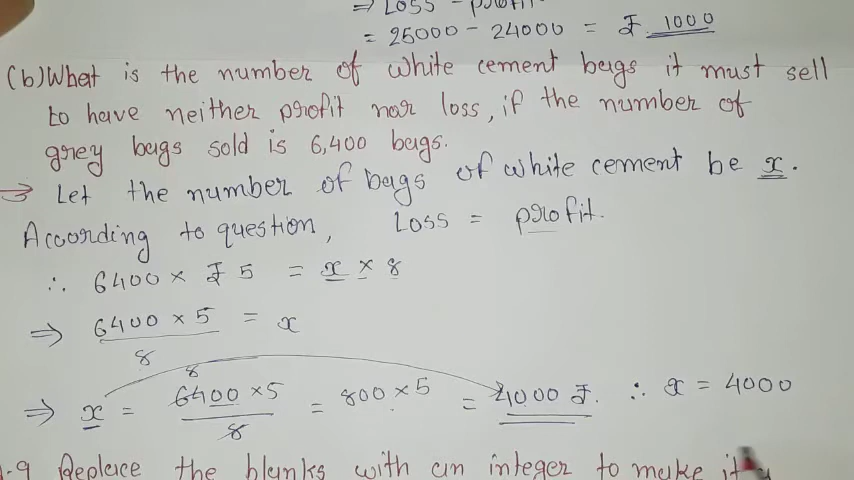 ⇒ Loss - profit
= 25000 - 24000 = ₹ 1000
(b) What is the number of white cement bags it must sell
to have neither profit nor loss, if the number of
grey bags sold is 6,400 bags.
⇒ Let the number of bags of white cement be x.
According to question, Loss = profit.
∴ 6400 × ₹ 5 = x × 8
⇒ 6400 × 5 / 8 = x
⇒ x = 6400 × 5 / 8 = 800 × 5 = 4000 ₹. ∴ x = 4000
9 Replace the blanks with an integer to make it